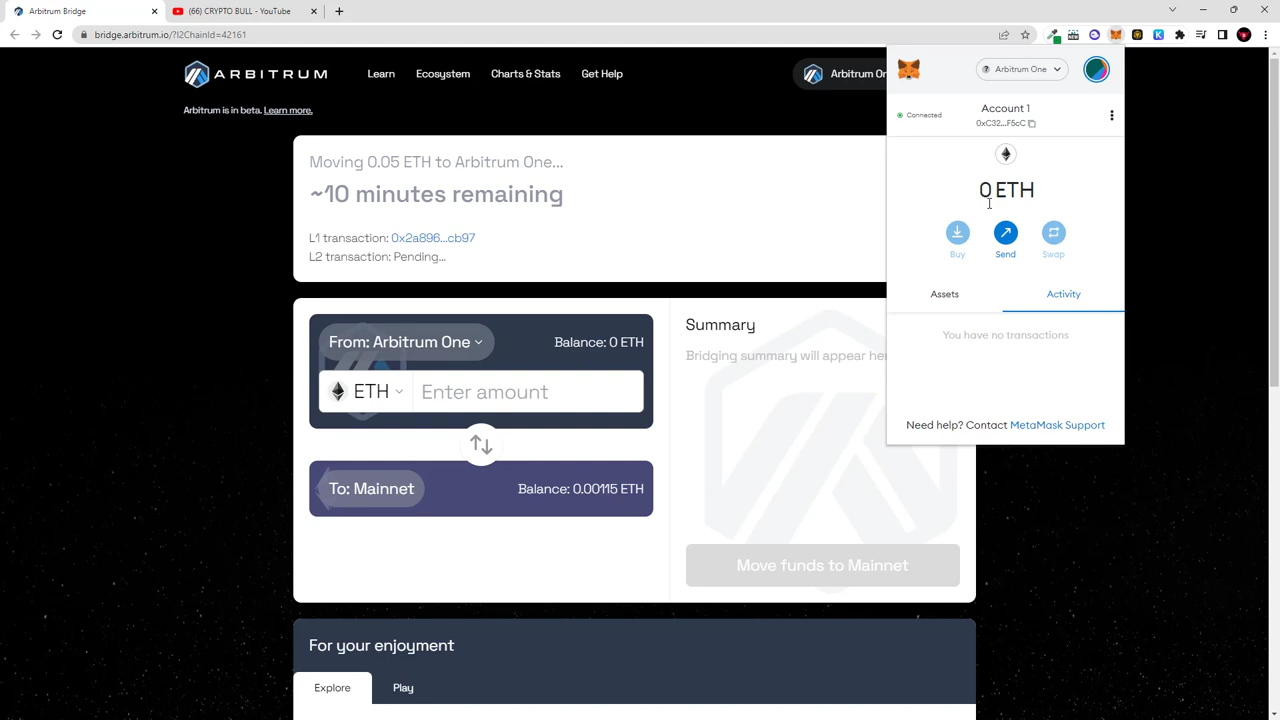 Arbitrum Bridge
(66) CRYPTO BULL - YouTube
bridge.arbitrum.io/?l2ChainId=42161
ARBITRUM
Learn
Ecosystem
Charts & Stats
Get Help
Arbitrum is in beta. Learn more.
Moving 0.05 ETH to Arbitrum One...
~10 minutes remaining
L1 transaction: 0x2a896...cb97
L2 transaction: Pending...
From: Arbitrum One
Balance: 0 ETH
ETH
Enter amount
To: Mainnet
Balance: 0.00115 ETH
Summary
Bridging summary will appear
Move funds to Mainnet
For your enjoyment
Explore
Play
Arbitrum One
Connected
Account 1
0xC32...F5cC
0 ETH
Buy
Send
Swap
Assets
Activity
You have no transactions
Need help? Contact MetaMask Support